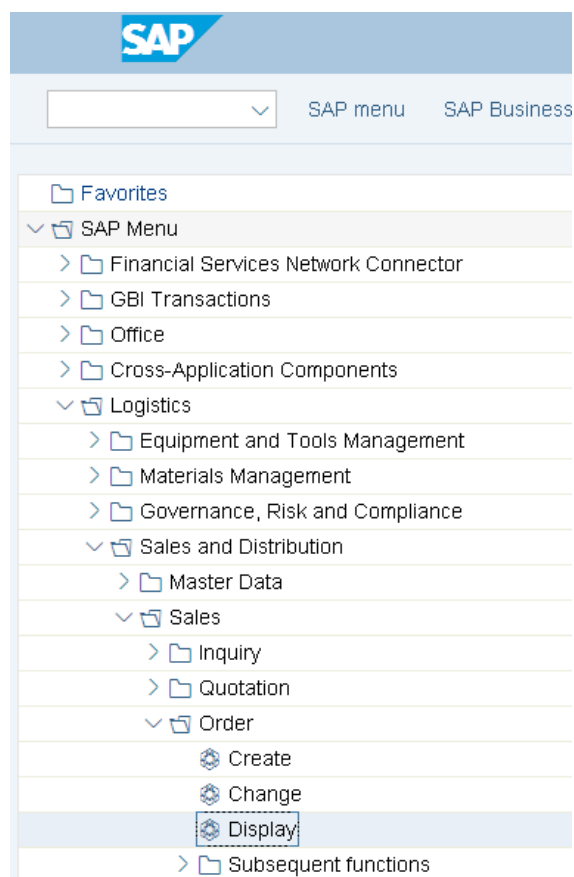 SAP
SAP menu SAP Business
Favorites
SAP Menu
Financial Services Network Connector
GBI Transactions
Office
Cross-Application Components
Logistics
Equipment and Tools Management
Materials Management
Governance, Risk and Compliance
Sales and Distribution
Master Data
Sales
Inquiry
Quotation
Order
Create
Change
Display
Subsequent functions